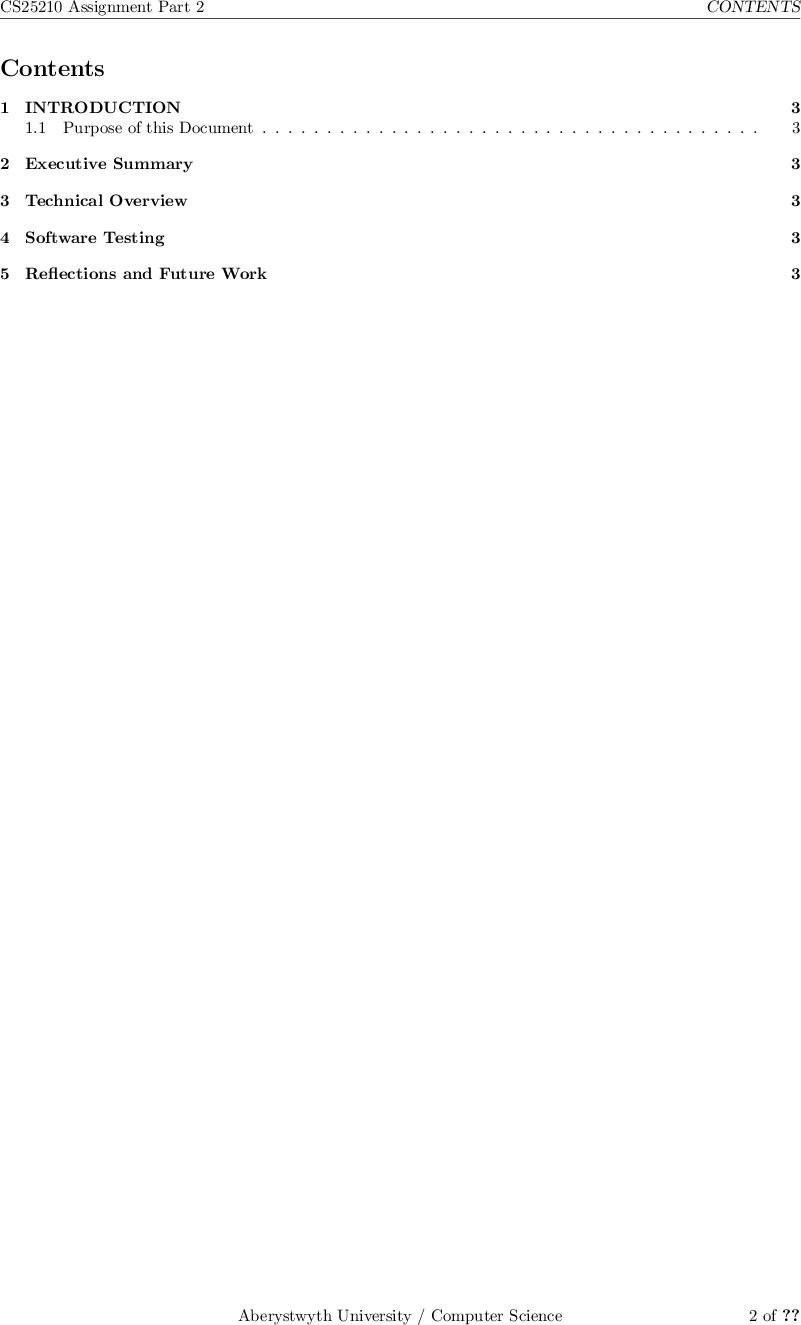 CS25210 Assignment Part 2 CONTENTS
Contents
1 INTRODUCTION 3
1.1 Purpose of this Document . . . . . . . . . . . . . . . . . . . . . . . . . . . . . . . . . . . . . . . 3
2 Executive Summary 3
3 Technical Overview 3
4 Software Testing 3
5 Reflections and Future Work 3
Aberystwyth University / Computer Science 2 of ??